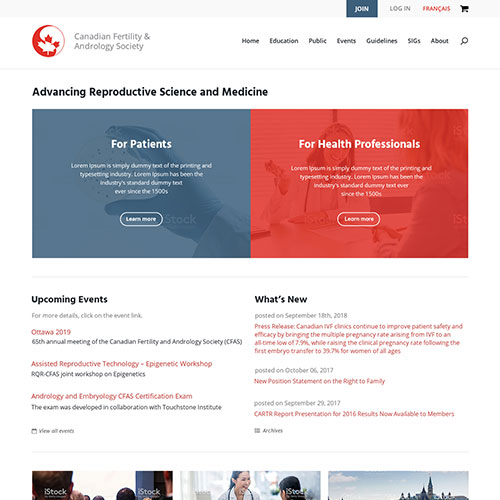 JOIN
LOG IN
FRANÇAIS
Canadian Fertility &
Andrology Society
Home
Education
Public
Events
Guidelines
SIGs
About
Advancing Reproductive Science and Medicine
For Patients
Lorem Ipsum is simply dummy text of the printing and
typesetting industry. Lorem Ipsum has been the
industry's standard dummy text
ever since the 1500s
Learn more
iStock
For Health Professionals
Lorem Ipsum is simply dummy text of the printing and
typesetting industry. Lorem Ipsum has been the
industry's standard dummy text ever
since the 1500s
Learn more
iStock
Upcoming Events
For more details, click on the event link.
Ottawa 2019
65th annual meeting of the Canadian Fertility and Andrology Society (CFAS)
Assisted Reproductive Technology – Epigenetic Workshop
RQR-CFAS joint workshop on Epigenetics
Andrology and Embryology CFAS Certification Exam
The exam was developed in collaboration with Touchstone Institute
View all events
What's New
posted on September 18th, 2018
Press Release: Canadian IVF clinics continue to improve patient safety and
efficacy by bringing the multiple pregnancy rate arising from IVF to an
all-time low of 7.9%, while raising the clinical pregnancy rate following the
first embryo transfer to 39.7% for women of all ages
posted on October 06, 2017
New Position Statement on the Right to Family
posted on September 29, 2017
CARTR Report Presentation for 2016 Results Now Available to Members
Archives
iStock
iStock
iStock